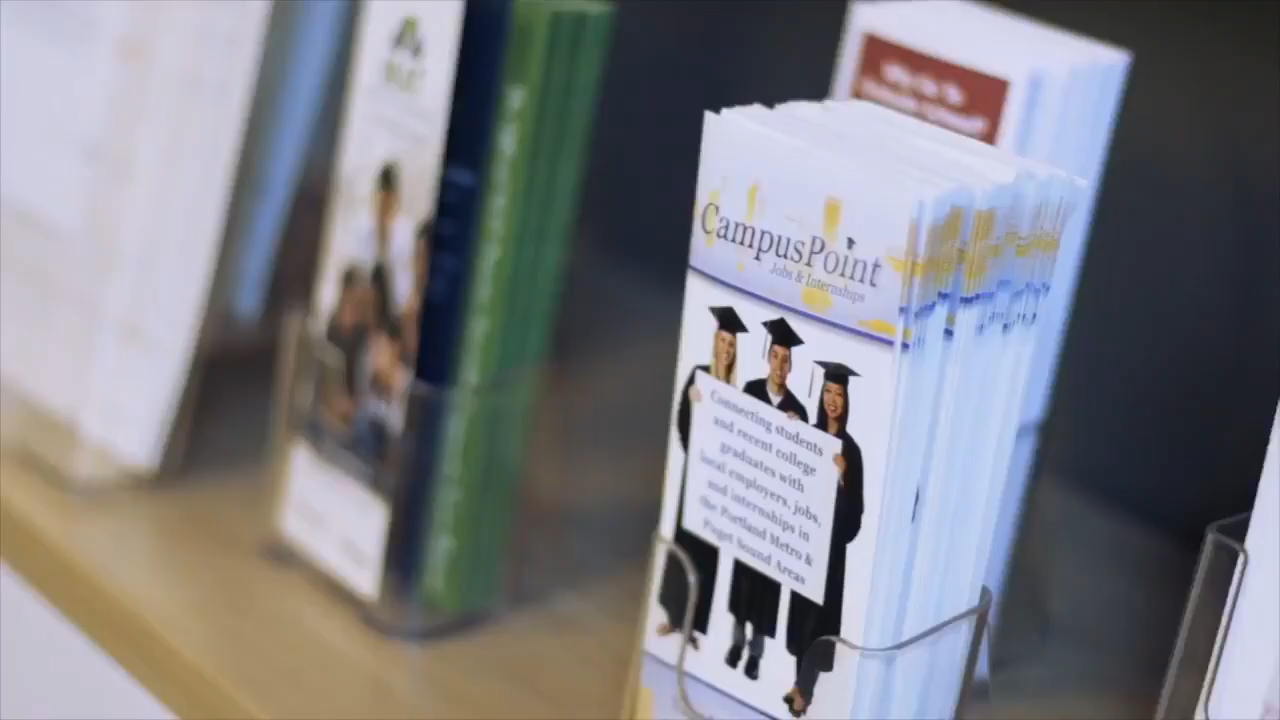 CampusPoint
Jobs & Internships
Connecting students
and recent college
graduates with
local employers, jobs,
and internships in
the Portland Metro &
Puget Sound Areas